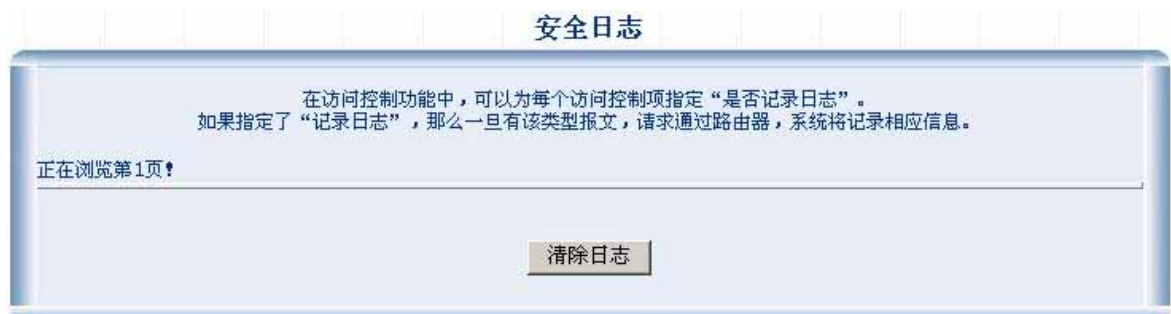 安全日志
在访问控制功能中，可以为每个访问控制项指定“是否记录日志”。
如果指定了“记录日志”，那么一旦有该类型报文，请求通过路由器，系统将记录相应信息。
正在浏览第1页！
清除日志